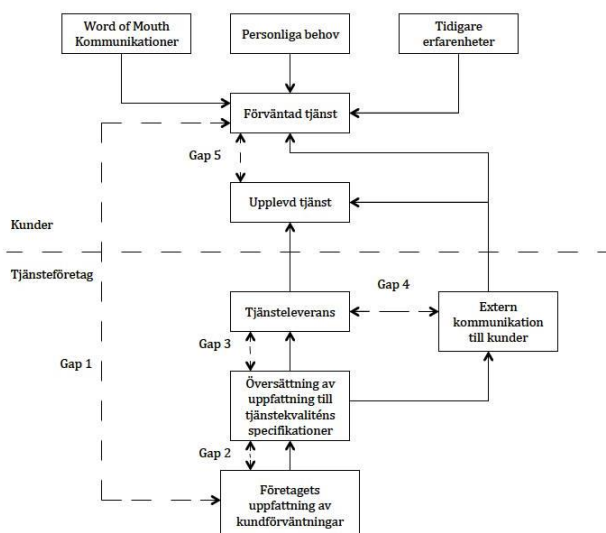 Word of Mouth
Kommunikationer
Personliga behov
Tidigare
erfarenheter
Förväntad tjänst
Gap 5
Upplevd tjänst
Kunder
Tjänsteföretag
Gap 4
Tjänsteleverans
Extern
kommunikation
till kunder
Gap 3
Gap 1
Översättning av
uppfattning till
tjänstekvaliténs
specifikationer
Gap 2
Företagets
uppfattning av
kundförväntningar